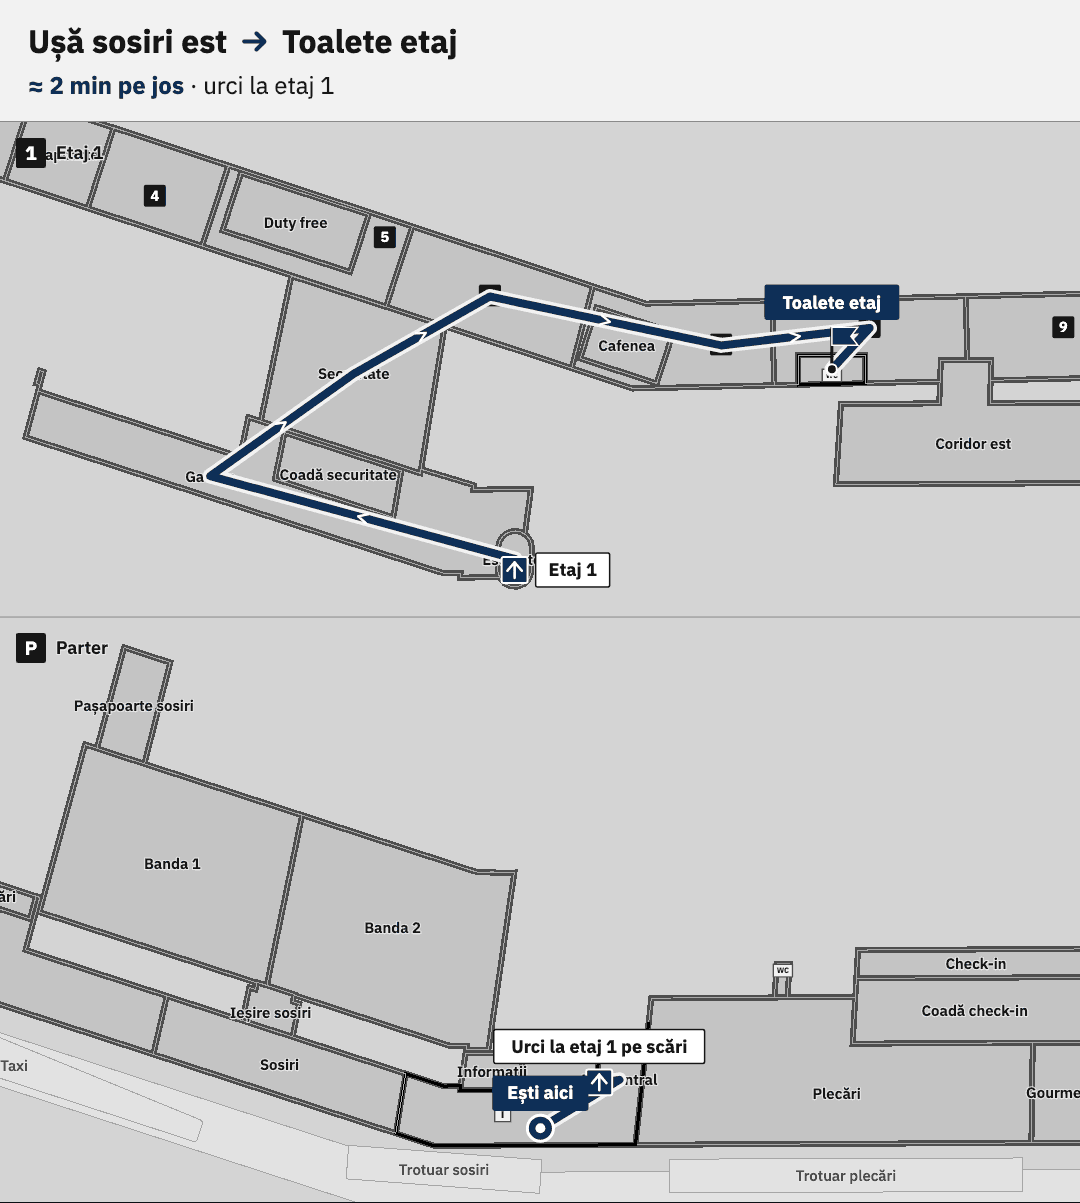 Ușă sosiri est → Toalete etaj
≈ 2 min pe jos · urci la etaj 1
1 Etaj 1
4
Duty free
5
Toalete etaj
9
Cafenea
Coridor est
Coadă securitate
Etaj 1
P Parter
Pașapoarte sosiri
Banda 1
Banda 2
WC
Check-in
Coadă check-in
Ieșire sosiri
Urci la etaj 1 pe scări
Sosiri
Taxi
Informații
Ești aici
Plecări
Trotuar sosiri
Trotuar plecări